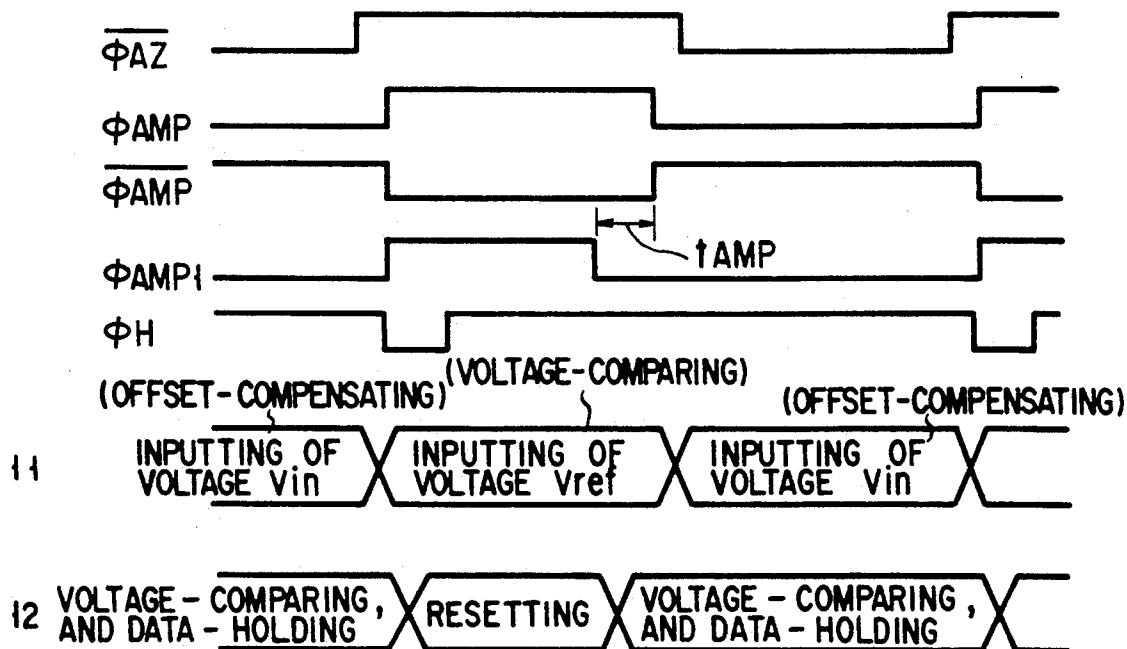 φAZ
φAMP
φAMP
tAMP
φAMP1
φH
(VOLTAGE-COMPARING)
(OFFSET-COMPENSATING)
(OFFSET-COMPENSATING)
11
INPUTTING OF
VOLTAGE Vin
INPUTTING OF
VOLTAGE Vref
INPUTTING OF
VOLTAGE Vin
12
VOLTAGE-COMPARING,
AND DATA-HOLDING
RESETTING
VOLTAGE-COMPARING,
AND DATA-HOLDING